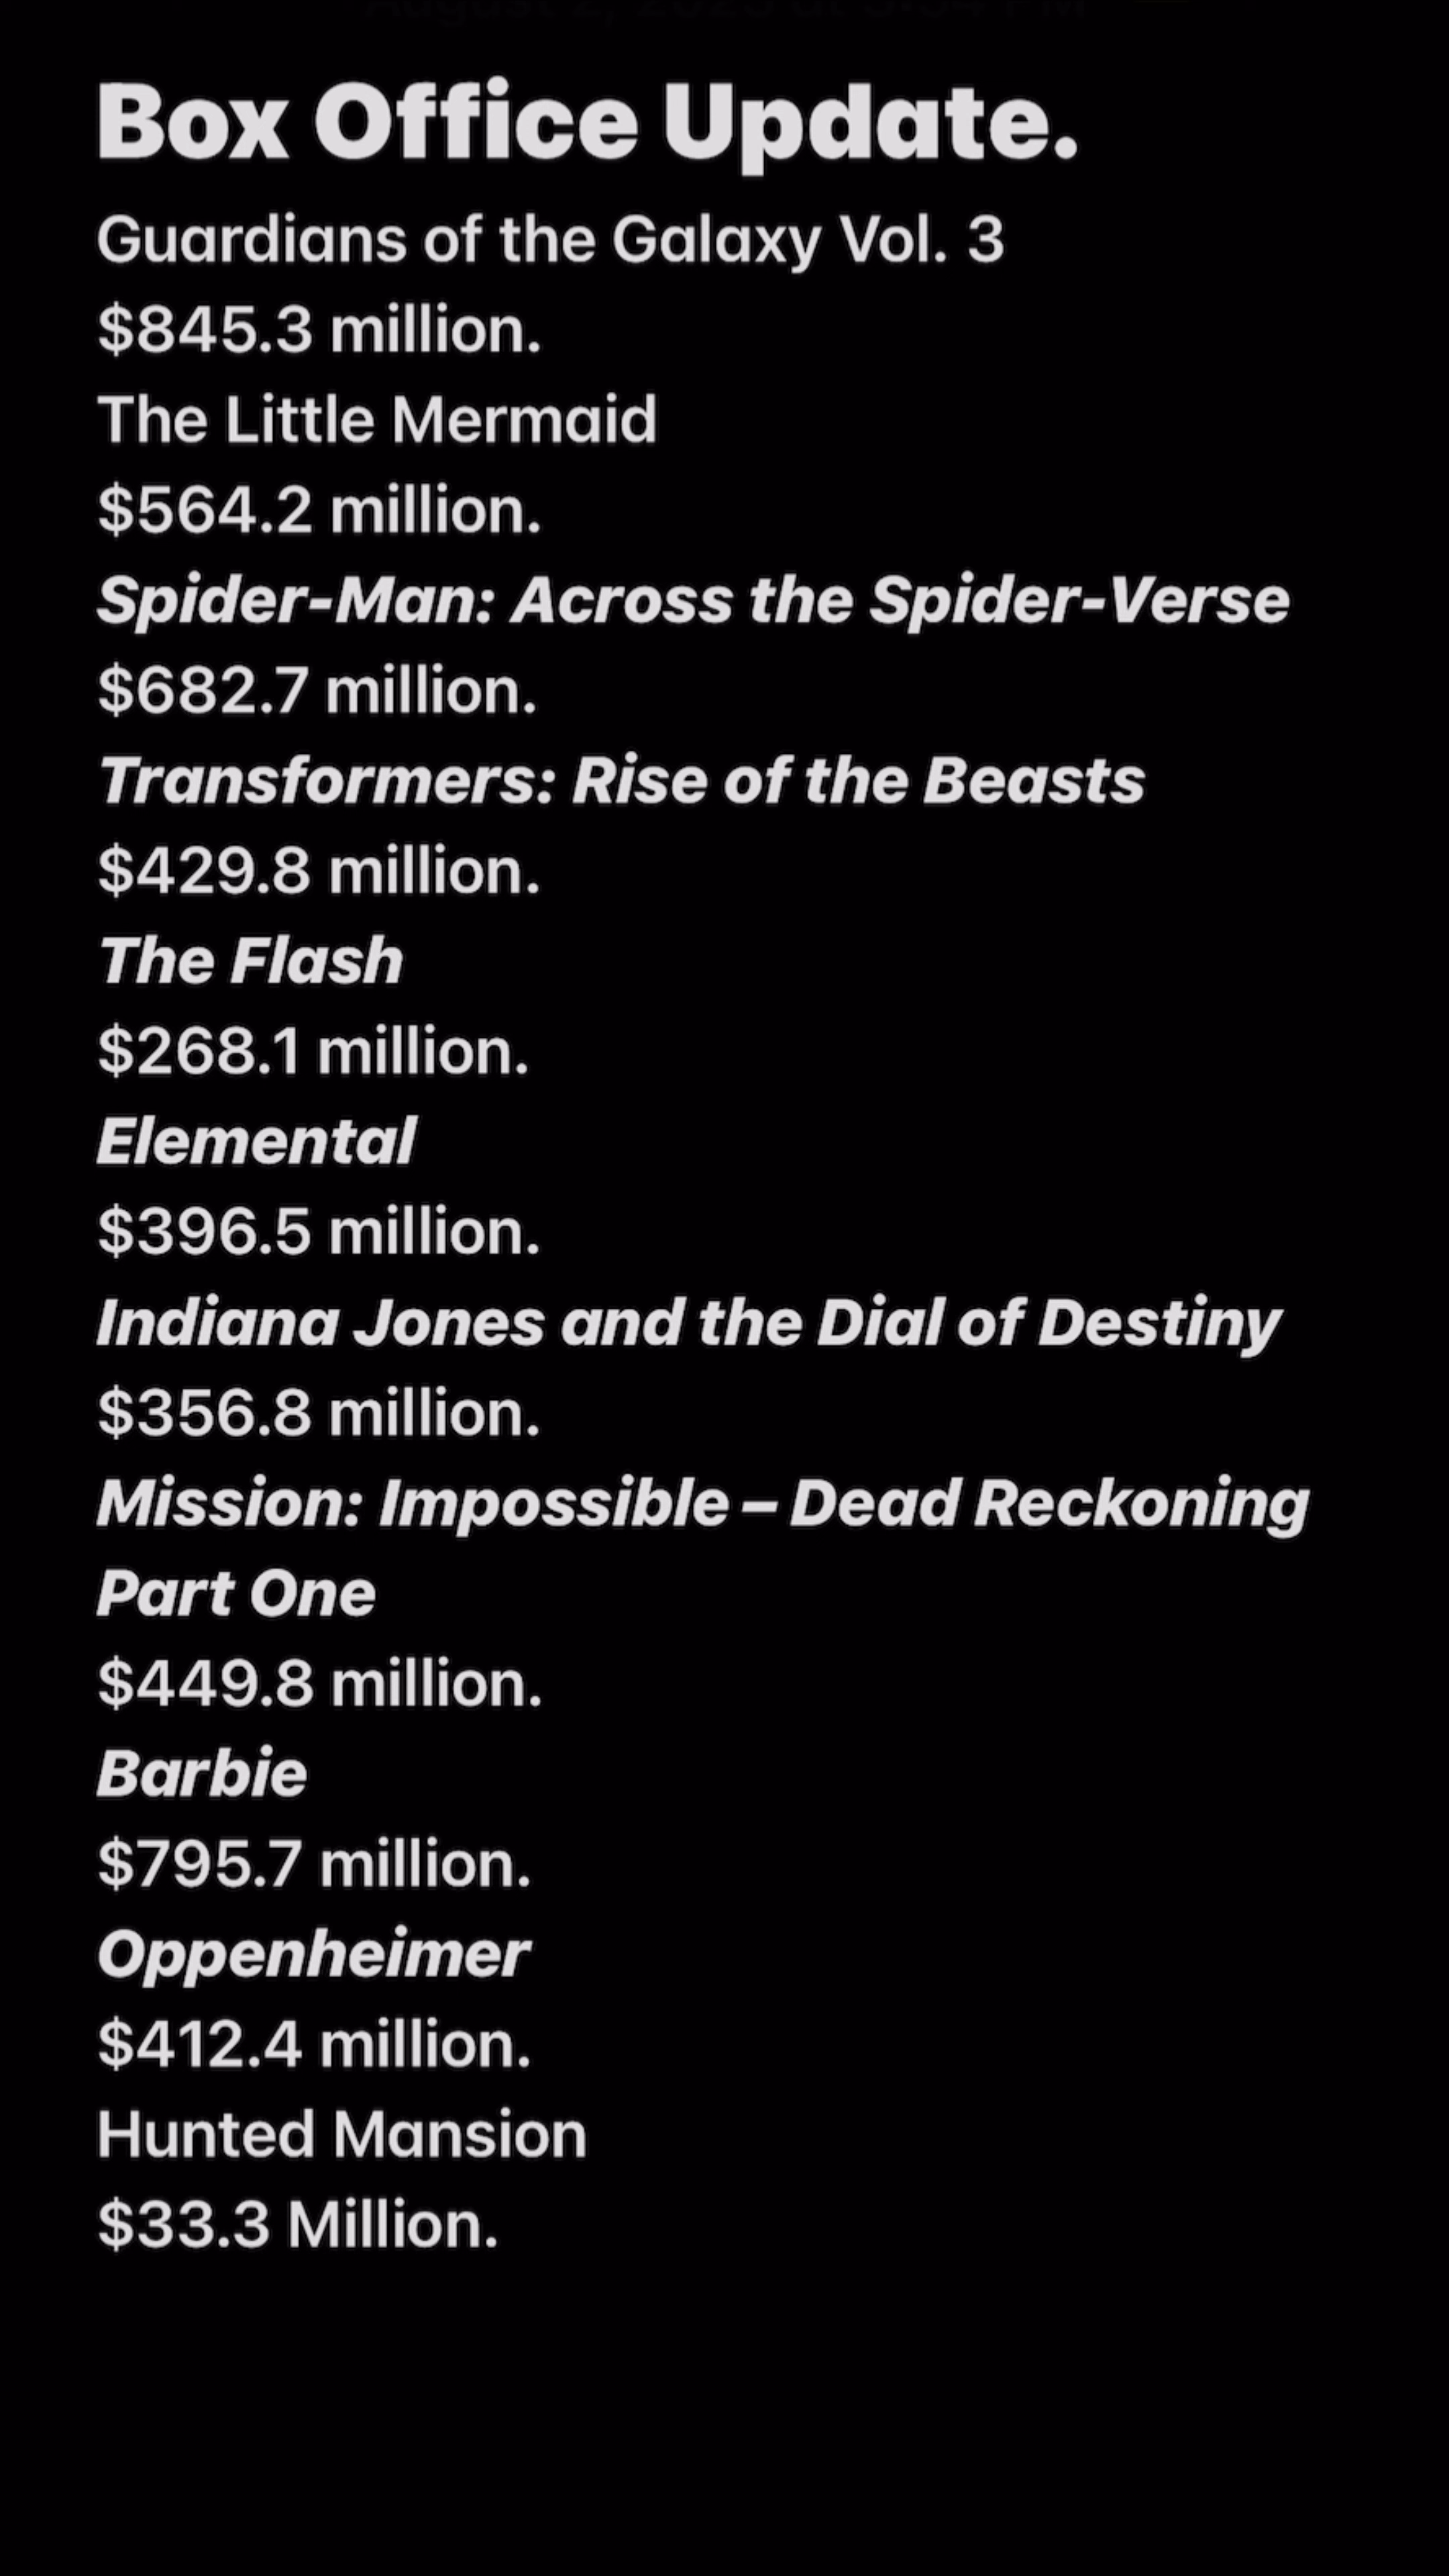 Box Office Update.
Guardians of the Galaxy Vol. 3
$845.3 million.
The Little Mermaid
$564.2 million.
Spider-Man: Across the Spider-Verse
$682.7 million.
Transformers: Rise of the Beasts
$429.8 million.
The Flash
$268.1 million.
Elemental
$396.5 million.
Indiana Jones and the Dial of Destiny
$356.8 million.
Mission: Impossible – Dead Reckoning
Part One
$449.8 million.
Barbie
$795.7 million.
Oppenheimer
$412.4 million.
Hunted Mansion
$33.3 Million.